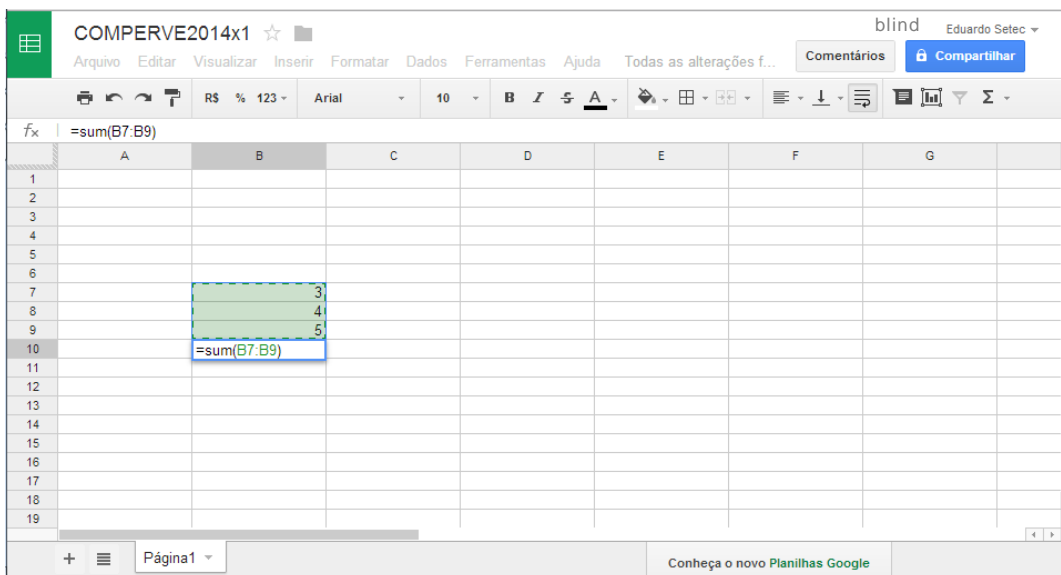 COMPERVE2014x1
blind
Eduardo Setec
Arquivo Editar Visualizar Inserir Formatar Dados Ferramentas Ajuda Todas as alterações f...
Comentários
Compartilhar
R$ % 123 Arial 10 B I S A Σ
fx =sum(B7:B9)
A B C D E F G
1
2
3
4
5
6
7 3
8 4
9 5
10 =sum(B7:B9)
11
12
13
14
15
16
17
18
19
+ Página1
Conheça o novo Planilhas Google